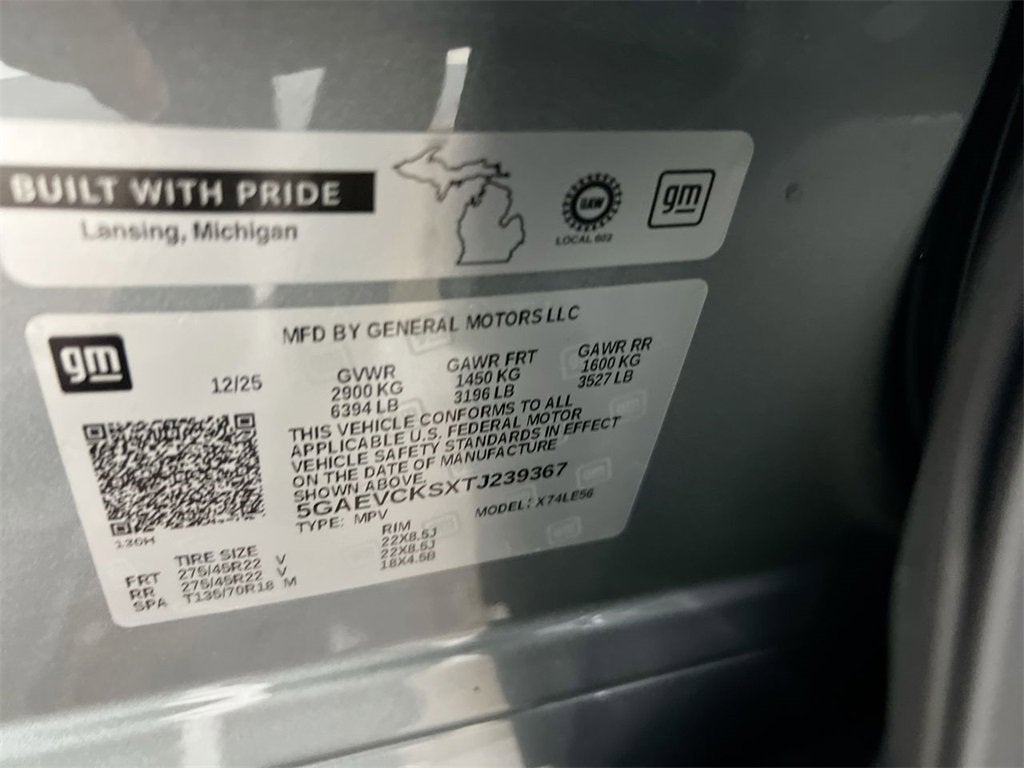 BUILT WITH PRIDE
Lansing, Michigan
UAW
LOCAL 602
gm
gm
MFD BY GENERAL MOTORS LLC
12/25
GVWR
2900 KG
6394 LB
GAWR FRT
1450 KG
3196 LB
GAWR RR
1600 KG
3527 LB
THIS VEHICLE CONFORMS TO ALL
APPLICABLE U.S. FEDERAL MOTOR
VEHICLE SAFETY STANDARDS IN EFFECT
ON THE DATE OF MANUFACTURE
SHOWN ABOVE.
5GAEVCKSXTJ239367
TYPE: MPV
MODEL: X74LE56
136H
TIRE SIZE RIM
FRT 275/45R22 V 22X8.5J
RR 275/45R22 V 22X8.5J
SPA T135/70R18 M 18X4.5B